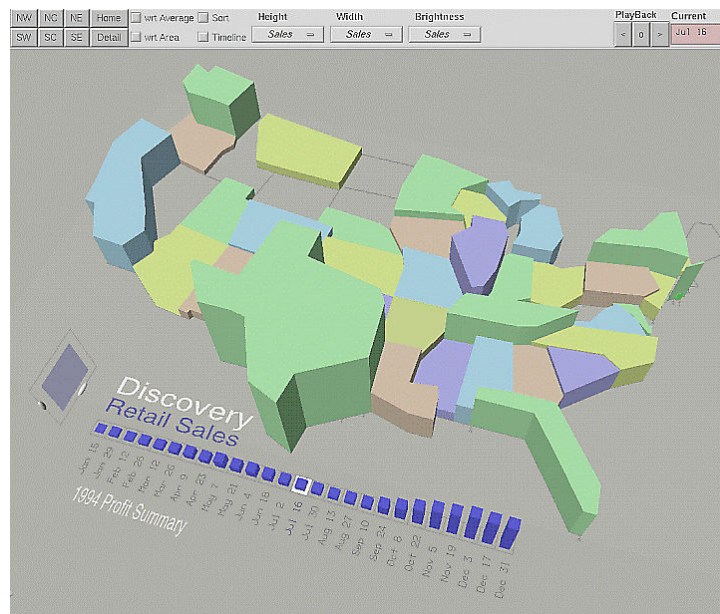 NW NC NE Home wrt Average Sort Height Width Brightness PlayBack Current
SW SC SE Detail wrt Area Timeline Sales Sales Sales < 0 > Jul 16
Discovery
Retail Sales
Jan 15
Jan 29
Feb 12
Feb 26
Mar 12
Mar 26
Apr 9
Apr 23
May 7
May 21
Jun 4
Jun 18
Jul 2
Jul 16
Jul 30
Aug 13
Aug 27
Sep 10
Sep 24
Oct 8
Oct 22
Nov 5
Nov 19
Dec 3
Dec 17
Dec 31
1994 Profit Summary